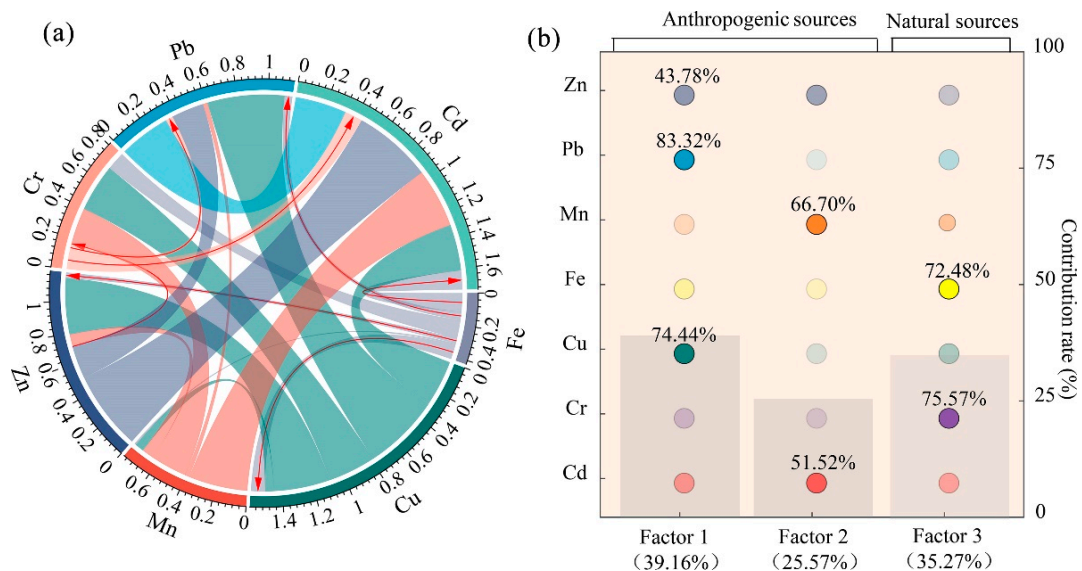 (a)
Pb
0 0.2 0.4 0.6 0.8 1
Cd
0 0.2 0.4 0.6 0.8 1 1.2 1.4 1.6
Fe
0 0.2 0.4
Cu
0 0.2 0.4 0.6 0.8 1 1.2 1.4
Mn
0 0.2 0.4 0.6
Zn
0 0.2 0.4 0.6 0.8 1
Cr
0 0.2 0.4 0.6 0.8
(b)
Anthropogenic sources Natural sources
Zn 43.78%
Pb 83.32%
Mn 66.70%
Fe 72.48%
Cu 74.44%
Cr 75.57%
Cd 51.52%
100
75
50
25
0
Contribution rate (%)
Factor 1 Factor 2 Factor 3
(39.16%) (25.57%) (35.27%)